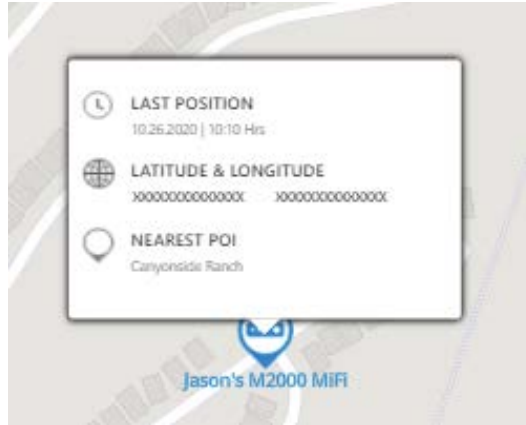 LAST POSITION
10.26.2020 | 10:10 Hrs
LATITUDE & LONGITUDE
XXXXXXXXXXXXXX XXXXXXXXXXXXXX
NEAREST POI
Canyonside Ranch
Jason's M2000 MiFi